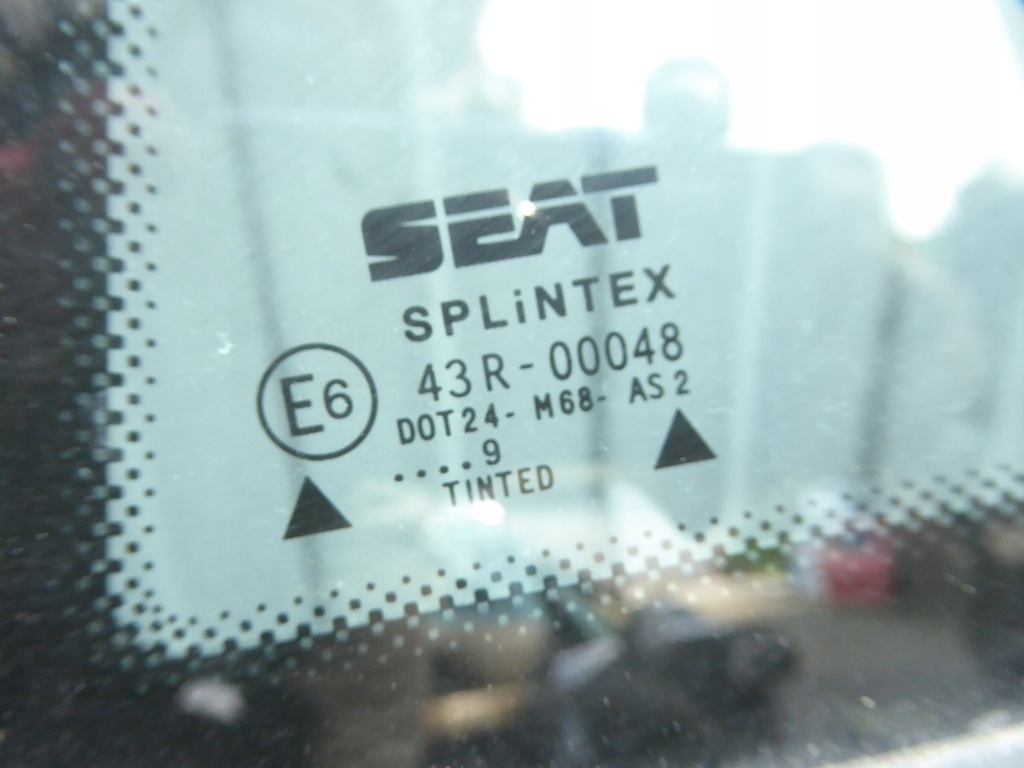 SEAT
SPLiNTEX
E6
43R-00048
DOT24-M68-AS2
....9
TINTED